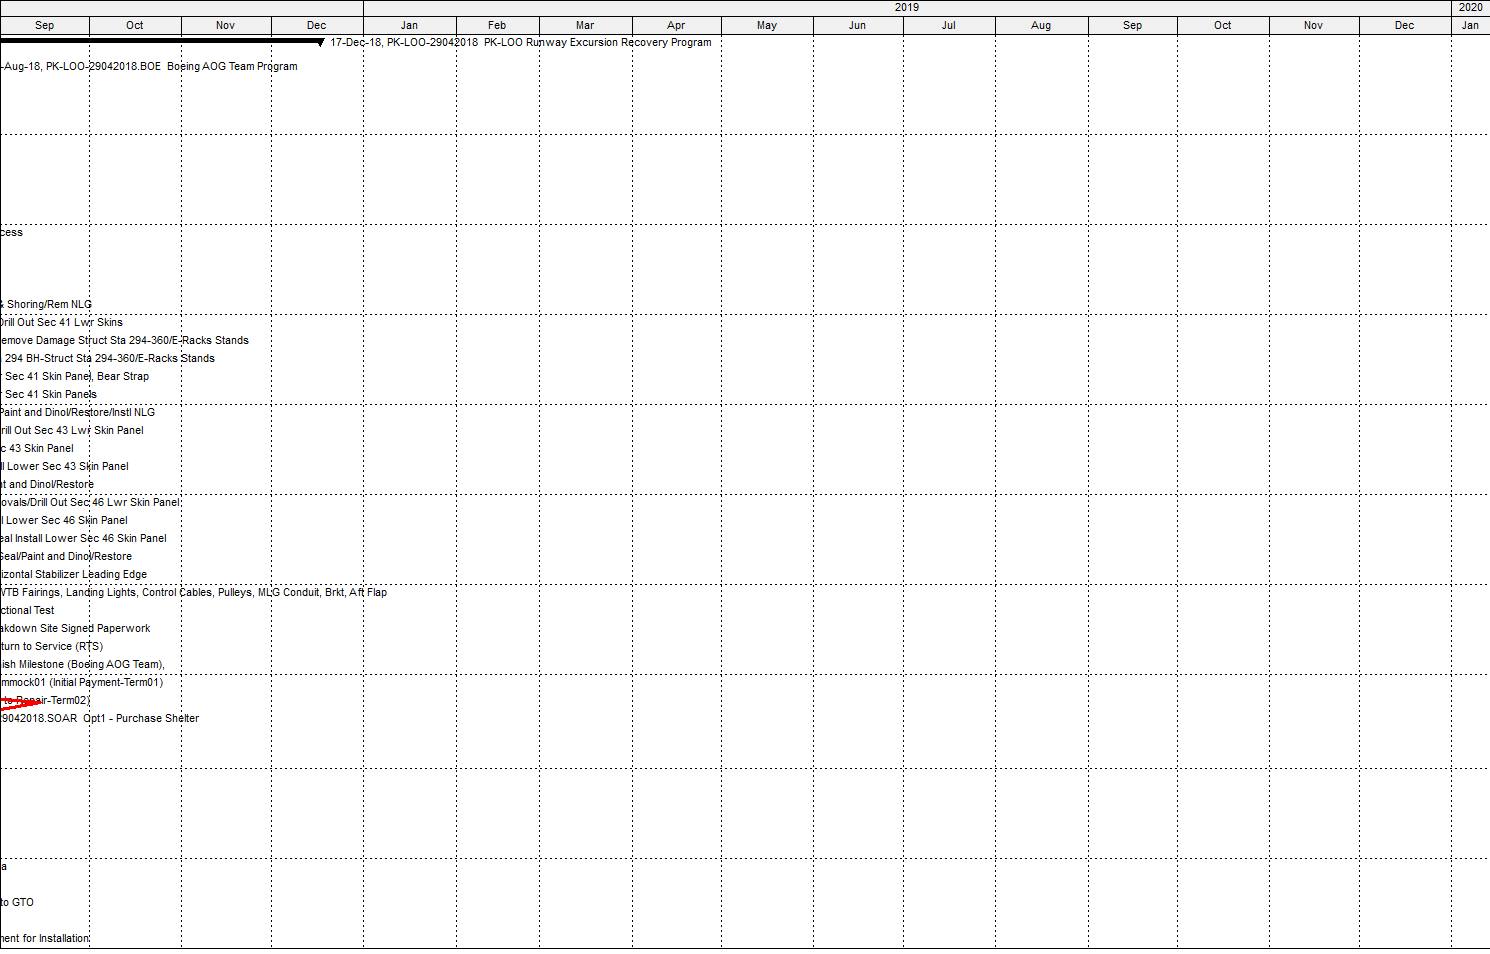 2019 2020
Sep Oct Nov Dec Jan Feb Mar Apr May Jun Jul Aug Sep Oct Nov Dec Jan
17-Dec-18, PK-LOO-29042018 PK-LOO Runway Excursion Recovery Program
-Aug-18, PK-LOO-29042018.BOE Boeing AOG Team Program
cess
& Shoring/Rem NLG
Drill Out Sec 41 Lwr Skins
emove Damage Struct Sta 294-360/E-Racks Stands
294 BH-Struct Sta 294-360/E-Racks Stands
r Sec 41 Skin Panel, Bear Strap
r Sec 41 Skin Panels
Paint and Dinol/Restore/Instl NLG
rill Out Sec 43 Lwr Skin Panel
c 43 Skin Panel
ll Lower Sec 43 Skin Panel
nt and Dinol/Restore
ovals/Drill Out Sec 46 Lwr Skin Panel
l Lower Sec 46 Skin Panel
eal Install Lower Sec 46 Skin Panel
Seal/Paint and Dinol/Restore
izontal Stabilizer Leading Edge
WTB Fairings, Landing Lights, Control Cables, Pulleys, MLG Conduit, Brkt, Aft Flap
ctional Test
akdown Site Signed Paperwork
turn to Service (RTS)
ish Milestone (Boeing AOG Team),
mmock01 (Initial Payment-Term01)
to Repair-Term02)
29042018.SOAR Opt1 - Purchase Shelter
a
to GTO
nent for Installation